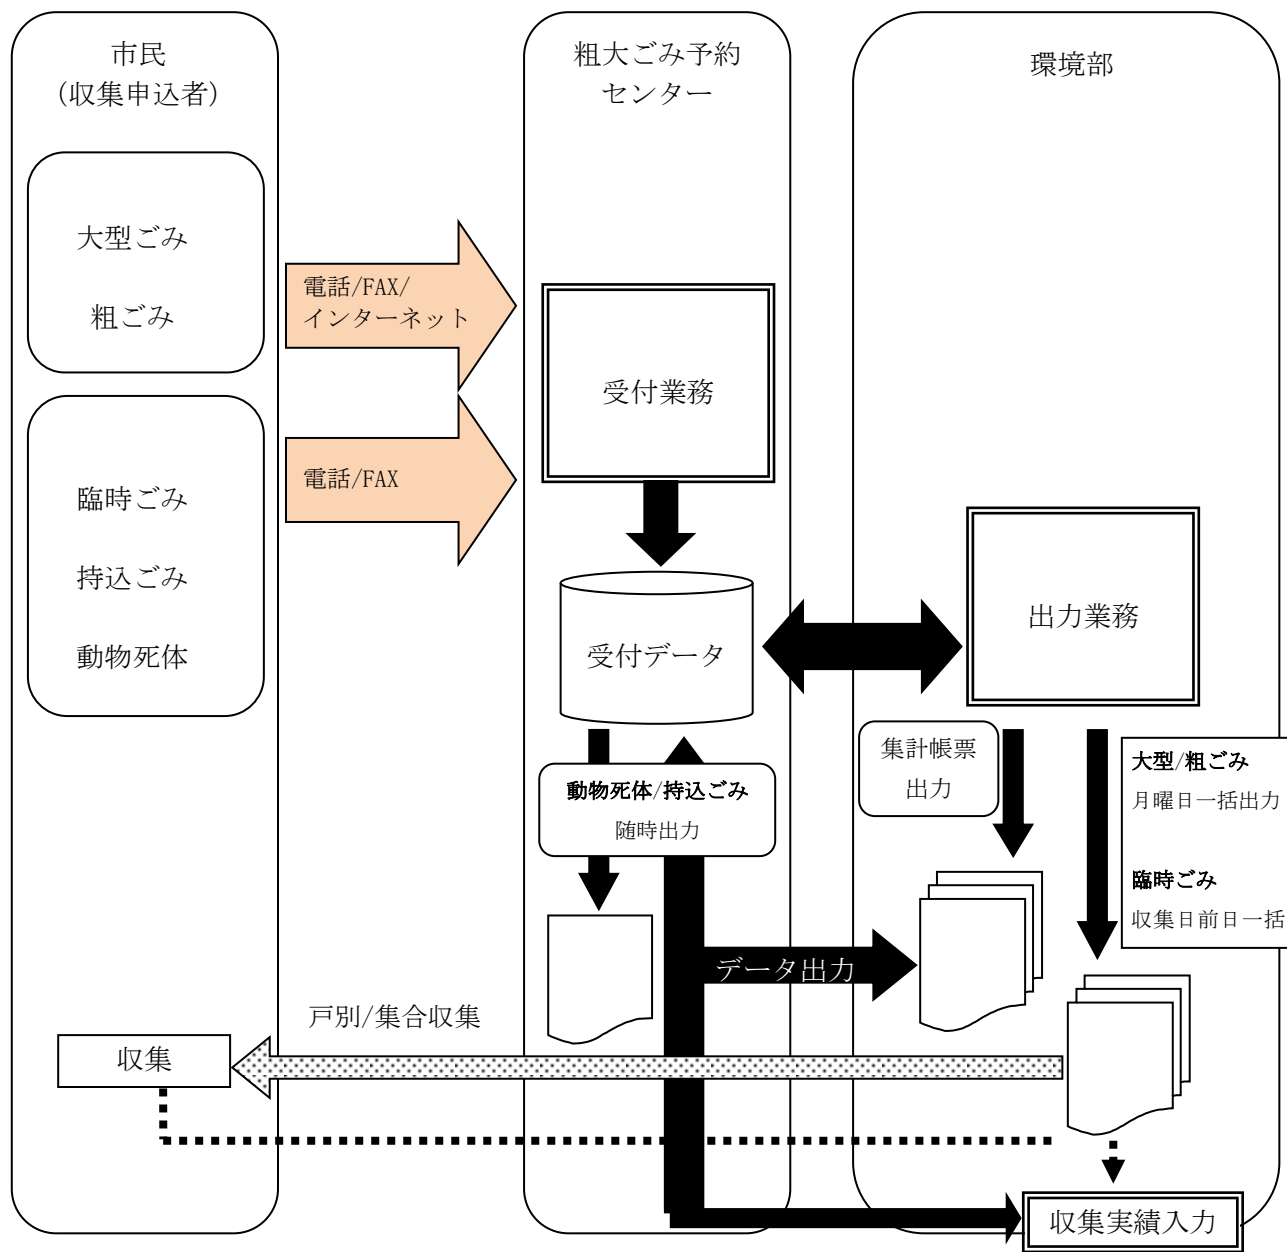 市民
(収集申込者)
粗大ごみ予約
センター
環境部
大型ごみ
粗ごみ
電話/FAX/
インターネット
受付業務
臨時ごみ
持込ごみ
動物死体
電話/FAX
受付データ
出力業務
動物死体/持込ごみ
随時出力
集計帳票
出力
大型/粗ごみ
月曜日一括出力
臨時ごみ
収集日前日一括
データ出力
戸別/集合収集
収集
収集実績入力